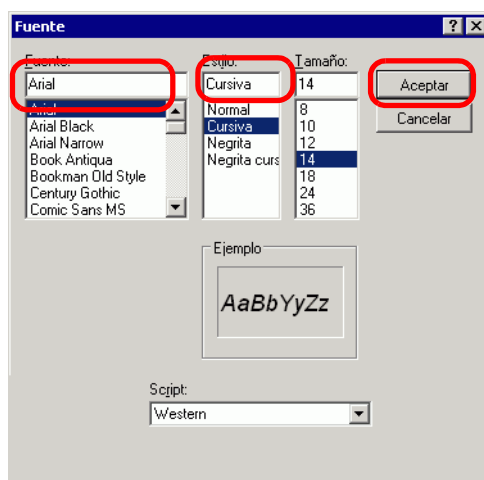 Fuente
Fuente:
Estilo:
Tamaño:
Arial
Cursiva
14
Aceptar
Cancelar
Arial
Arial Black
Arial Narrow
Book Antiqua
Bookman Old Style
Century Gothic
Comic Sans MS
Normal
Cursiva
Negrita
Negrita curs
8
10
12
14
18
24
36
Ejemplo
AaBbYyZz
Script:
Western